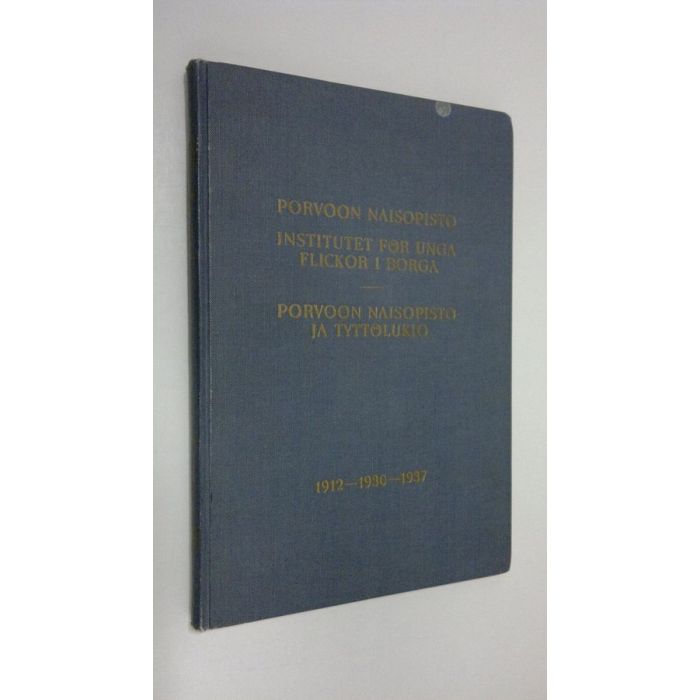 PORVOON NAISOPISTO
INSTITUTET FÖR UNGA
FLICKOR I BORGÅ
—
PORVOON NAISOPISTO
JA TYTTÖLUKIO
1912—1930—1937